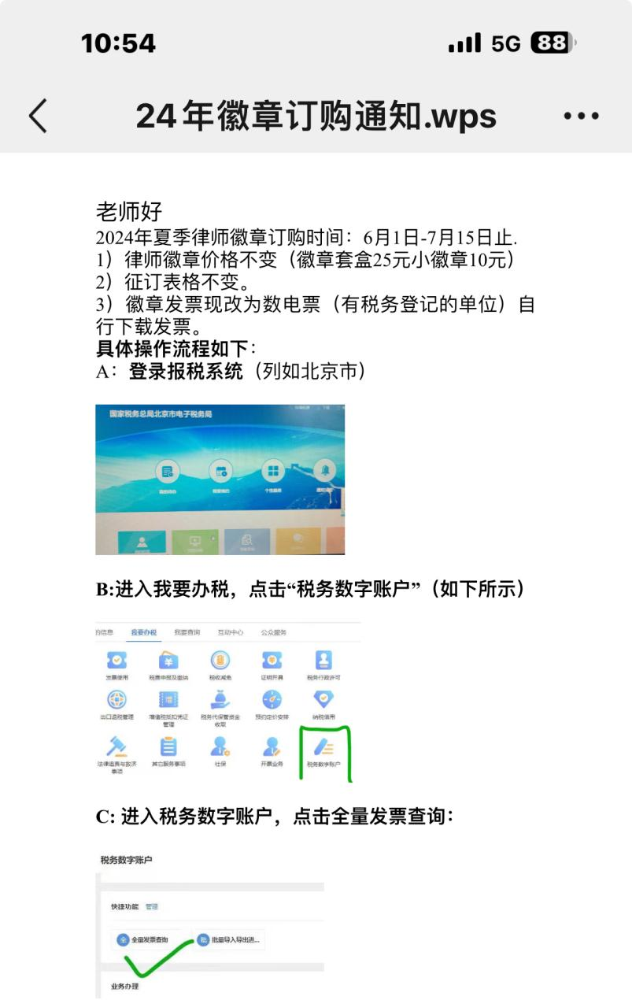 10:54
5G 88
24年徽章订购通知.wps
老师好
2024年夏季律师徽章订购时间：6月1日-7月15日止.
1）律师徽章价格不变（徽章套盒25元小徽章10元）
2）征订表格不变。
3）徽章发票现改为数电票（有税务登记的单位）自
行下载发票。
具体操作流程如下：
A：登录报税系统（列如北京市）
国家税务总局北京市电子税务局
我的待办 我要预约 个性服务
B:进入我要办税，点击“税务数字账户”（如下所示）
的信息 我要办税 我要查询 互动中心 公众服务
发票使用 税费申报及缴纳 税收减免 证明开具 税务行政许可
出口退税管理 增值税抵扣凭证 税务代保管资金 预约定价安排 纳税信用
管理 收取
法律追责与救济 其它服务事项 社保 开票业务 税务数字账户
事项
C: 进入税务数字账户，点击全量发票查询：
税务数字账户
快捷功能 管理
全 全量发票查询 批 批量导入导出进...
业务办理